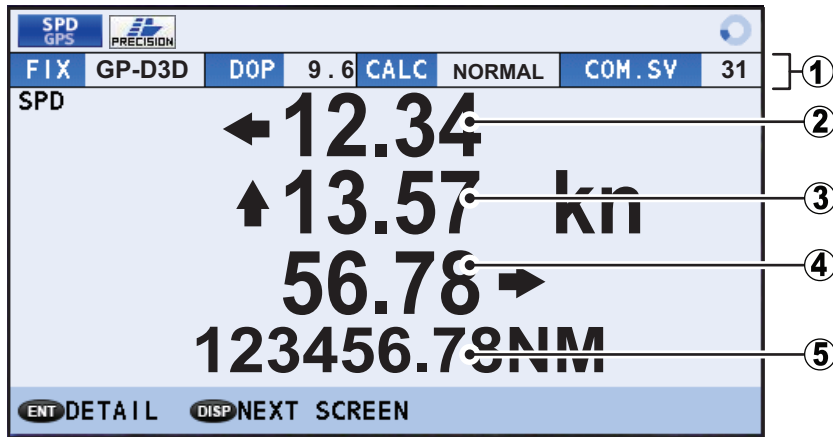 SPD
GPS
PRECISION
FIX GP-D3D DOP 9.6 CALC NORMAL COM.SV 31
①
SPD
← 12.34
②
↑ 13.57 kn
③
56.78 →
④
123456.78NM
⑤
ENT DETAIL DISP NEXT SCREEN